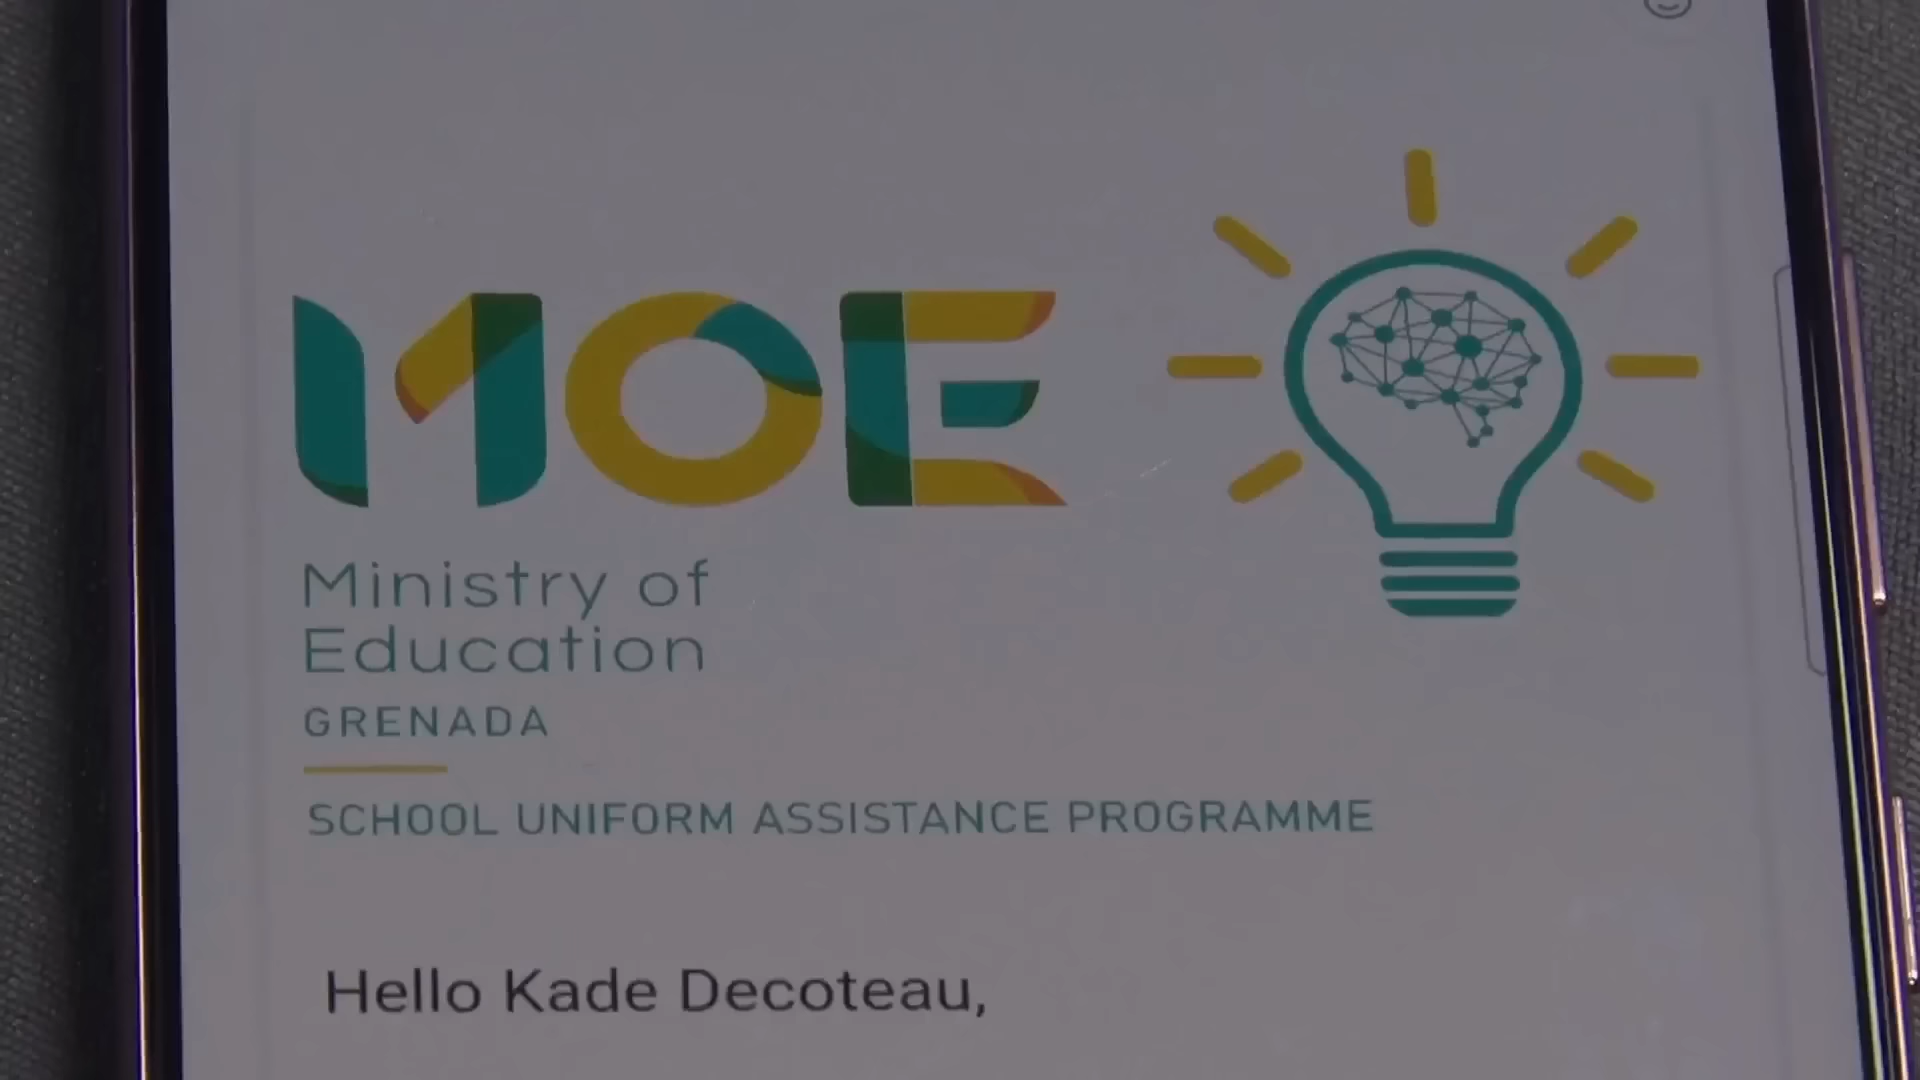 MOE
Ministry of
Education
GRENADA
SCHOOL UNIFORM ASSISTANCE PROGRAMME
Hello Kade Decoteau,